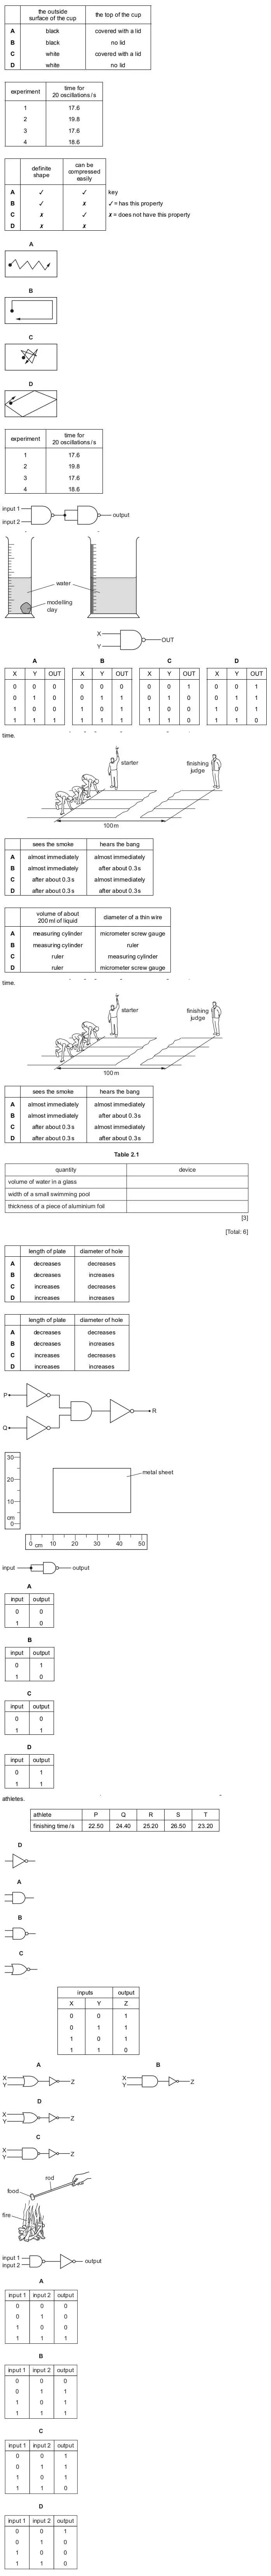 the outside
surface of the cup
the top of the cup
A black covered with a lid
B black no lid
C white covered with a lid
D white no lid
experiment
time for
20 oscillations/s
1 17.6
2 19.8
3 17.6
4 18.6
definite
shape
can be
compressed
easily
A ✓ ✓ key
B ✓ ✗ ✓ = has this property
C ✗ ✓ ✗ = does not have this property
D ✗ ✗
A
B
C
D
experiment
time for
20 oscillations/s
1 17.6
2 19.8
3 17.6
4 18.6
input 1
input 2
output
water
modelling
clay
X
Y
OUT
A B C D
X Y OUT X Y OUT X Y OUT X Y OUT
0 0 0 0 0 0 0 0 1 0 0 1
0 1 0 0 1 1 0 1 0 0 1 1
1 0 0 1 0 1 1 0 0 1 0 1
1 1 1 1 1 1 1 1 0 1 1 0
time.
starter
finishing
judge
100 m
sees the smoke hears the bang
A almost immediately almost immediately
B almost immediately after about 0.3 s
C after about 0.3 s almost immediately
D after about 0.3 s after about 0.3 s
volume of about
200 ml of liquid
diameter of a thin wire
A measuring cylinder micrometer screw gauge
B measuring cylinder ruler
C ruler measuring cylinder
D ruler micrometer screw gauge
time.
starter
finishing
judge
100 m
sees the smoke hears the bang
A almost immediately almost immediately
B almost immediately after about 0.3 s
C after about 0.3 s almost immediately
D after about 0.3 s after about 0.3 s
Table 2.1
quantity device
volume of water in a glass
width of a small swimming pool
thickness of a piece of aluminium foil
[3]
[Total: 6]
length of plate diameter of hole
A decreases decreases
B decreases increases
C increases decreases
D increases increases
length of plate diameter of hole
A decreases decreases
B decreases increases
C increases decreases
D increases increases
P
Q
R
30
20
10
cm
0
metal sheet
0 cm 10 20 30 40 50
input output
A
input output
0 0
1 0
B
input output
0 1
1 0
C
input output
0 0
1 1
D
input output
0 1
1 1
athletes.
athlete P Q R S T
finishing time/s 22.50 24.40 25.20 26.50 23.20
D
A
B
C
inputs output
X Y Z
0 0 1
0 1 1
1 0 1
1 1 0
A B
X
Y
Z
X
Y
Z
D
X
Y
Z
C
X
Y
Z
rod
food
fire
input 1
input 2
output
A
input 1 input 2 output
0 0 0
0 1 0
1 0 0
1 1 1
B
input 1 input 2 output
0 0 0
0 1 1
1 0 1
1 1 1
C
input 1 input 2 output
0 0 1
0 1 1
1 0 1
1 1 0
D
input 1 input 2 output
0 0 1
0 1 0
1 0 0
1 1 0